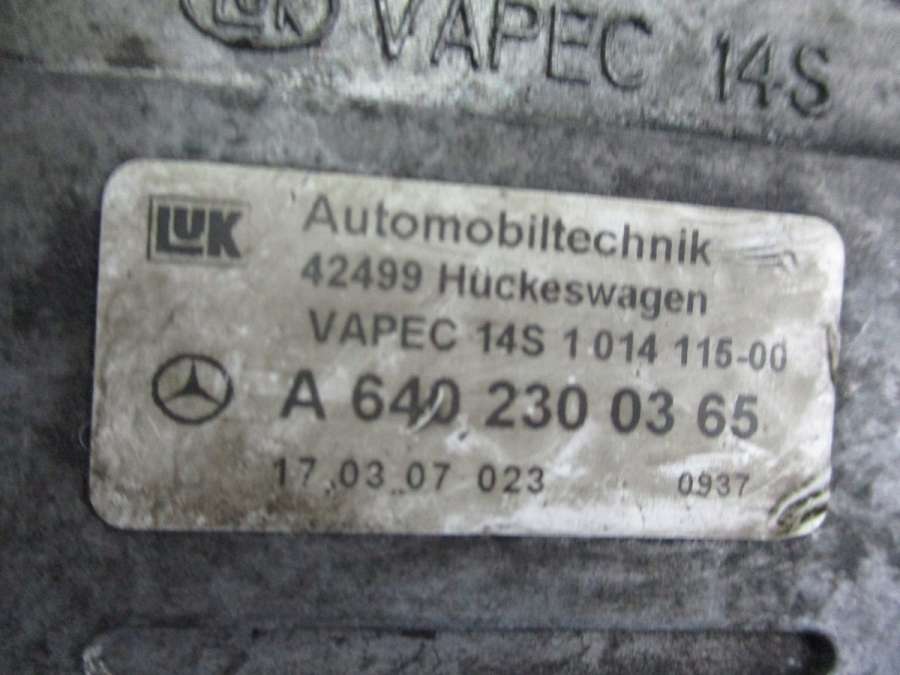 LUK VAPEC 14S
LUK Automobiltechnik
42499 Hückeswagen
VAPEC 14S 1 014 115-00
A 640 230 03 65
17.03.07 023 0937